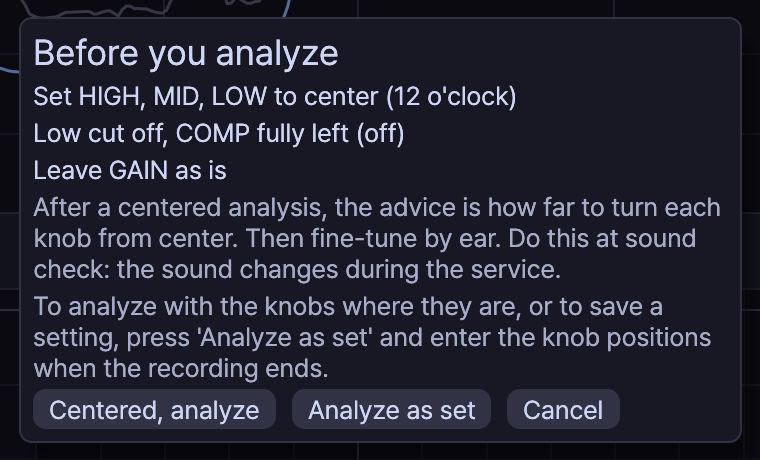 Before you analyze
Set HIGH, MID, LOW to center (12 o'clock)
Low cut off, COMP fully left (off)
Leave GAIN as is
After a centered analysis, the advice is how far to turn each
knob from center. Then fine-tune by ear. Do this at sound
check: the sound changes during the service.
To analyze with the knobs where they are, or to save a
setting, press 'Analyze as set' and enter the knob positions
when the recording ends.
Centered, analyze
Analyze as set
Cancel